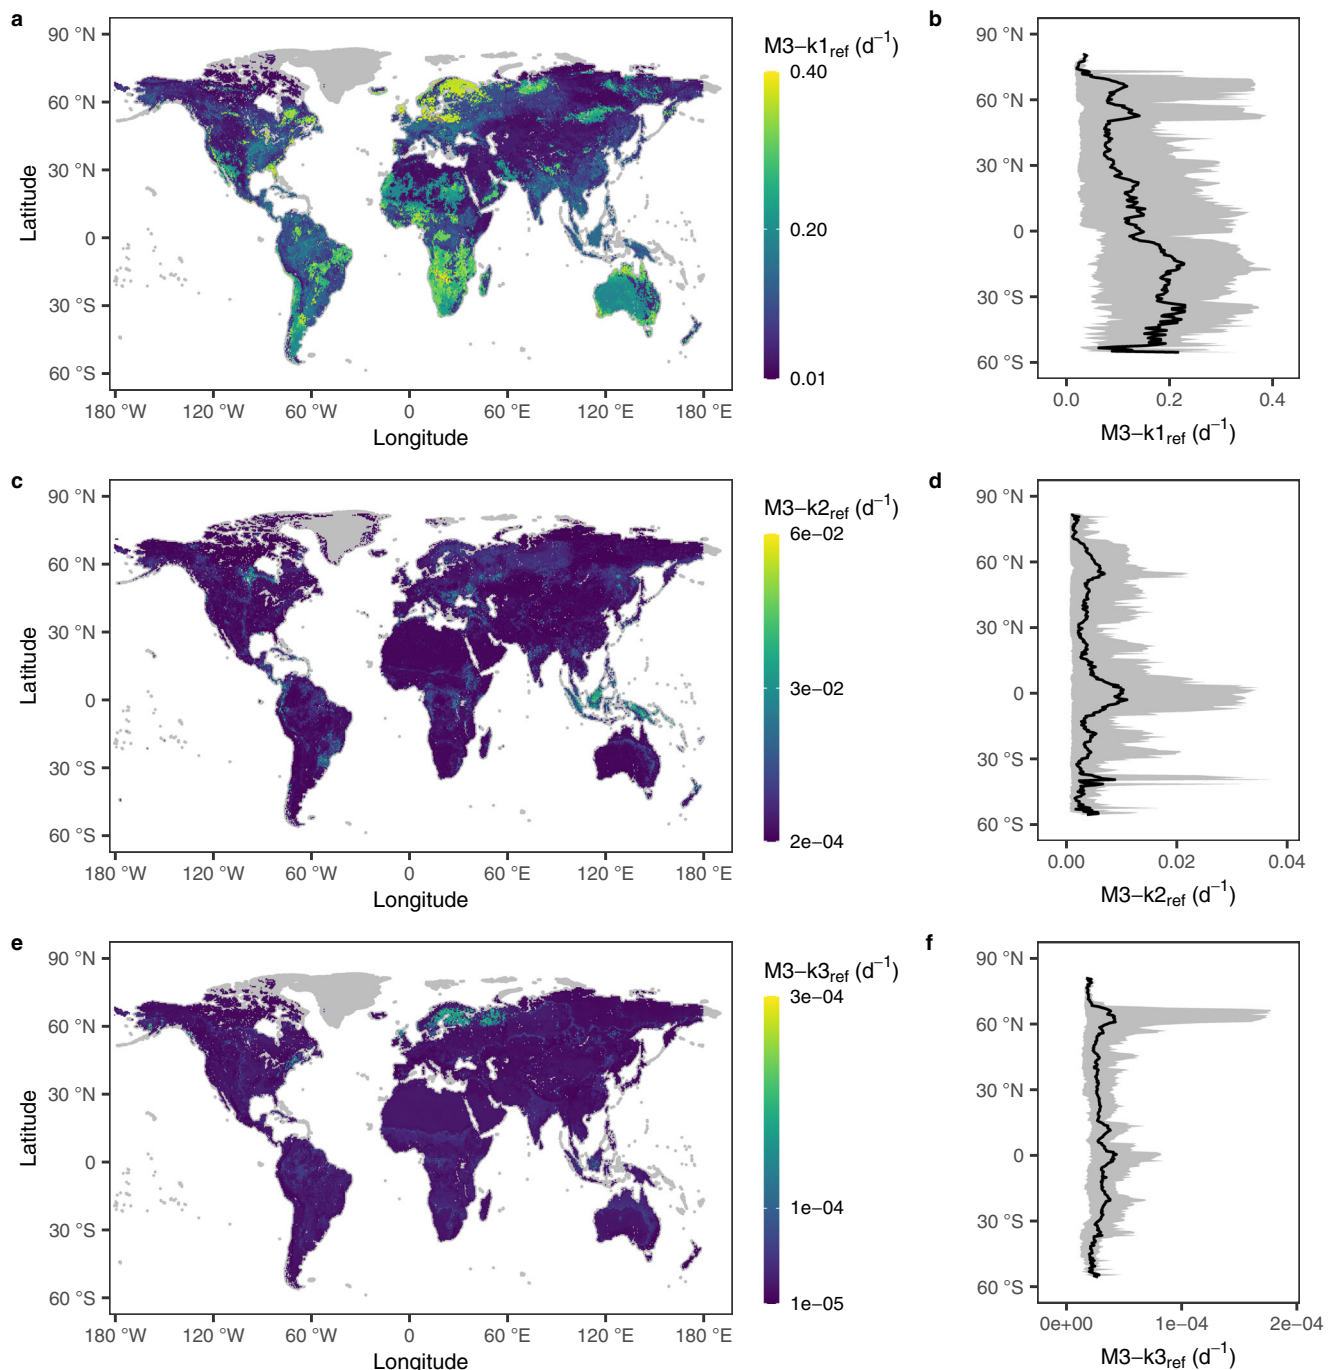 a
90 °N
60 °N
30 °N
0
30 °S
60 °S
Latitude
180 °W
120 °W
60 °W
0
60 °E
120 °E
180 °E
Longitude
M3−k1ref (d−1)
0.40
0.20
0.01
b
90 °N
60 °N
30 °N
0
30 °S
60 °S
0.0
0.2
0.4
M3−k1ref (d−1)
c
90 °N
60 °N
30 °N
0
30 °S
60 °S
Latitude
180 °W
120 °W
60 °W
0
60 °E
120 °E
180 °E
Longitude
M3−k2ref (d−1)
6e−02
3e−02
2e−04
d
90 °N
60 °N
30 °N
0
30 °S
60 °S
0.00
0.02
0.04
M3−k2ref (d−1)
e
90 °N
60 °N
30 °N
0
30 °S
60 °S
Latitude
180 °W
120 °W
60 °W
0
60 °E
120 °E
180 °E
Longitude
M3−k3ref (d−1)
3e−04
1e−04
1e−05
f
90 °N
60 °N
30 °N
0
30 °S
60 °S
0e+00
1e−04
2e−04
M3−k3ref (d−1)